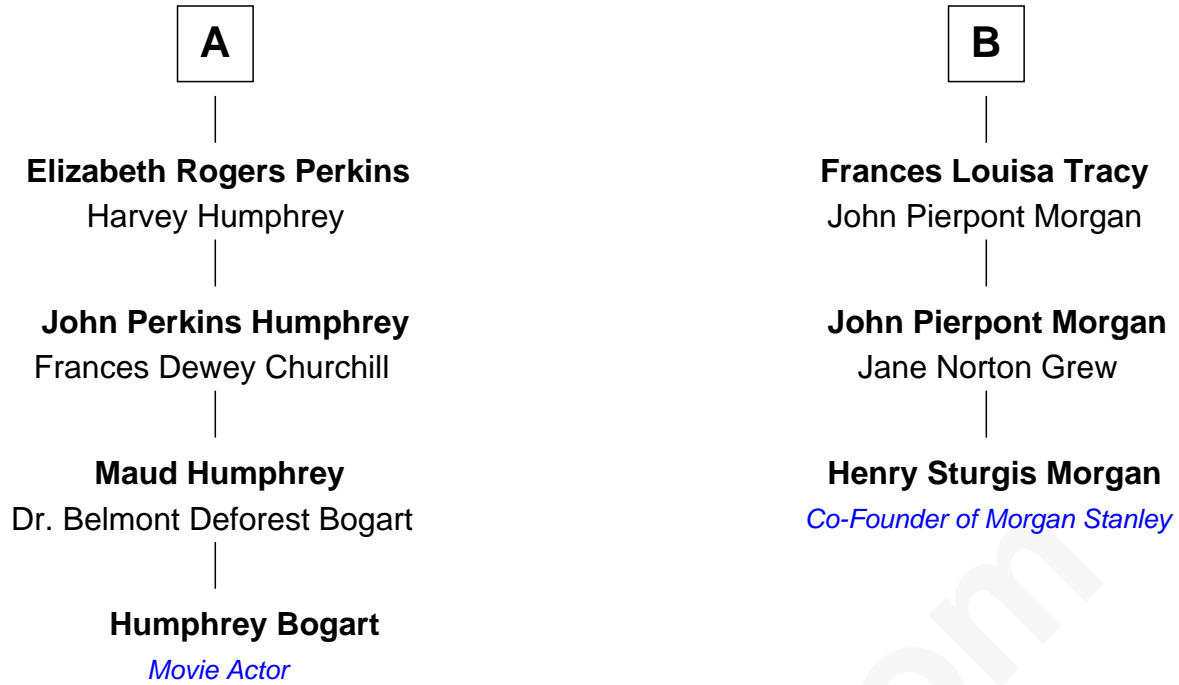 A
Elizabeth Rogers Perkins
Harvey Humphrey
John Perkins Humphrey
Frances Dewey Churchill
Maud Humphrey
Dr. Belmont Deforest Bogart
Humphrey Bogart
Movie Actor
B
Frances Louisa Tracy
John Pierpont Morgan
John Pierpont Morgan
Jane Norton Grew
Henry Sturgis Morgan
Co-Founder of Morgan Stanley
om